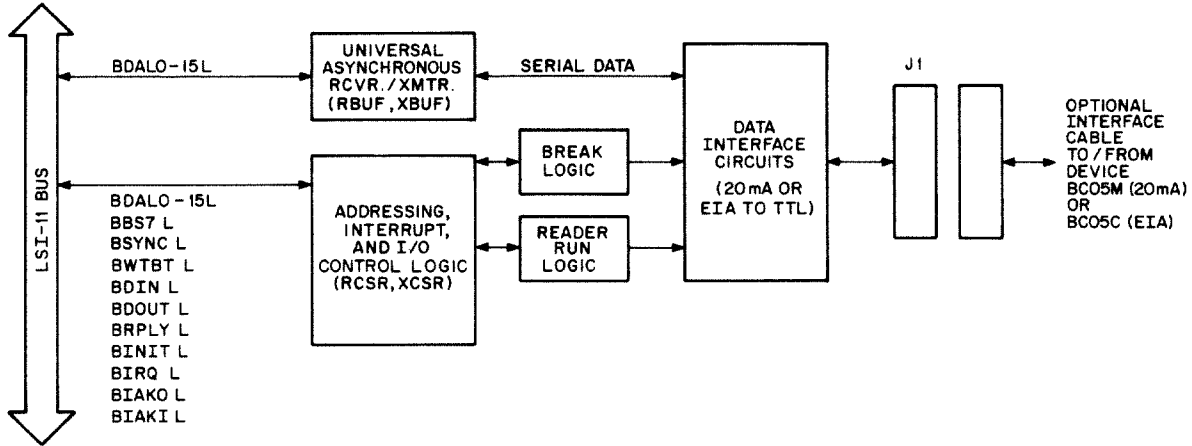 LSI-11 BUS
BDALO-15L
UNIVERSAL
ASYNCHRONOUS
RCVR./XMTR.
(RBUF,XBUF)
SERIAL DATA
BDALO-15L
BBS7 L
BSYNC L
BWTBT L
BDIN L
BDOUT L
BRPLY L
BINIT L
BIRQ L
BIAKO L
BIAKI L
ADDRESSING,
INTERRUPT,
AND I/O
CONTROL LOGIC
(RCSR,XCSR)
BREAK
LOGIC
READER
RUN
LOGIC
DATA
INTERFACE
CIRCUITS
(20mA OR
EIA TO TTL)
J1
OPTIONAL
INTERFACE
CABLE
TO/FROM
DEVICE
BC05M (20mA)
OR
BC05C (EIA)